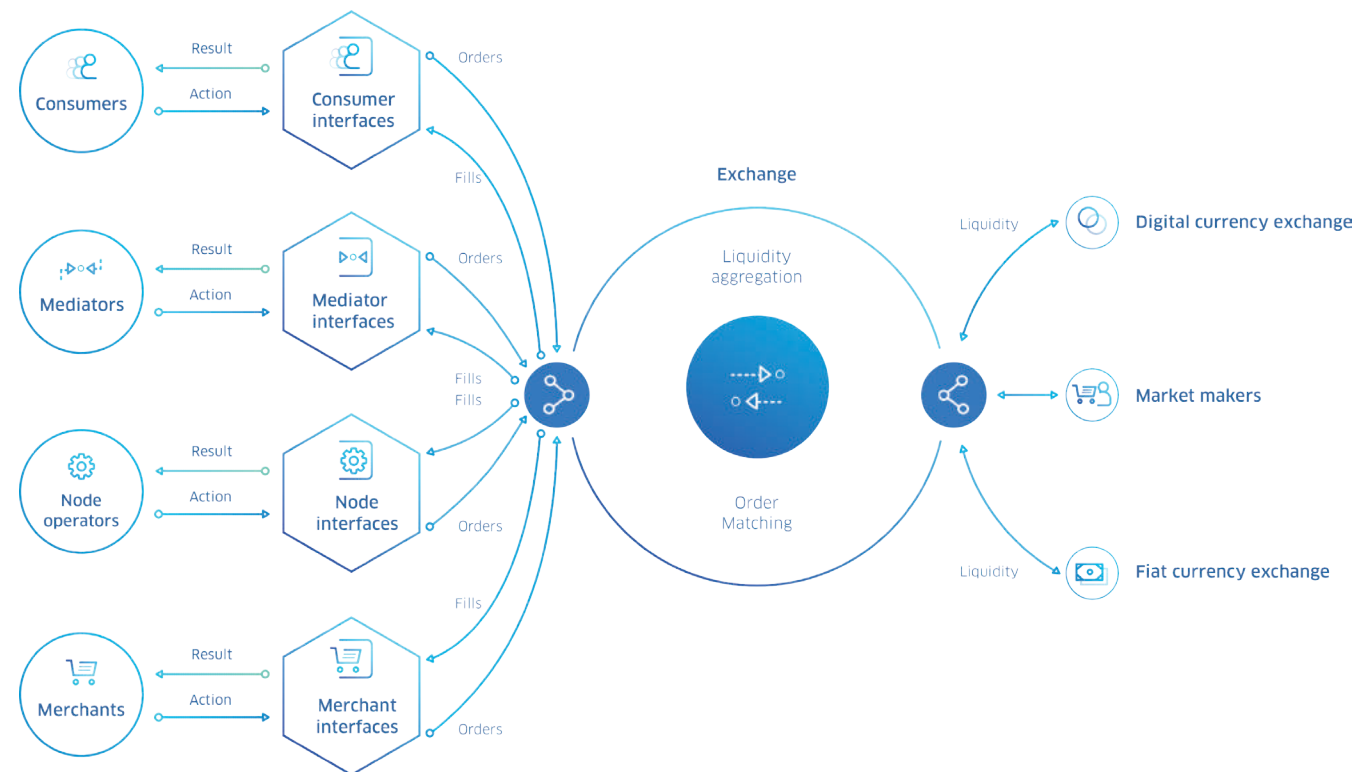 Result
Action
Consumers
Consumer
interfaces
Orders
Fills
Result
Action
Mediators
Mediator
interfaces
Orders
Fills
Fills
Result
Action
Node
operators
Node
interfaces
Orders
Fills
Result
Action
Merchants
Merchant
interfaces
Orders
Exchange
Liquidity
aggregation
Order
Matching
Liquidity
Digital currency exchange
Market makers
Liquidity
Fiat currency exchange